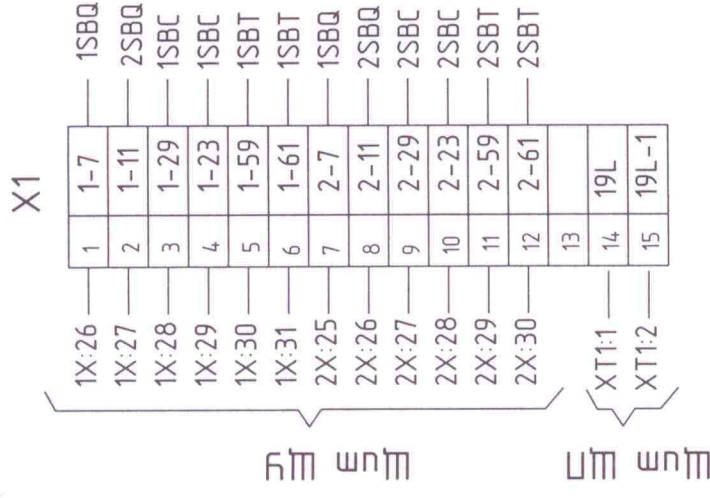 X1
1X:26 1 1-7 1SBQ
1X:27 2 1-11 2SBQ
1X:28 3 1-29 1SBC
1X:29 4 1-23 1SBC
1X:30 5 1-59 1SBT
1X:31 6 1-61 1SBT
2X:25 7 2-7 1SBQ
2X:26 8 2-11 2SBQ
2X:27 9 2-29 2SBC
2X:28 10 2-23 2SBC
2X:29 11 2-59 2SBT
2X:30 12 2-61 2SBT
13
XT1:1 14 19L
XT1:2 15 19L-1
Щит ЩУ
Щит ЩП